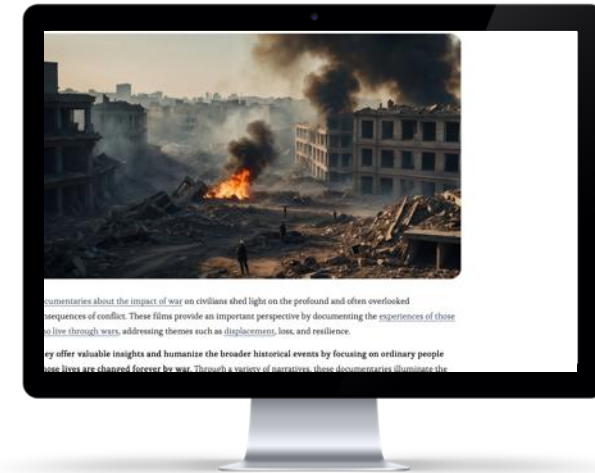 cumentaries about the impact of war on civilians shed light on the profound and often overlooked
nsequences of conflict. These films provide an important perspective by documenting the experiences of those
o live through wars, addressing themes such as displacement, loss, and resilience.
ey offer valuable insights and humanize the broader historical events by focusing on ordinary people
ose lives are changed forever by war. Through a variety of narratives, these documentaries illuminate the